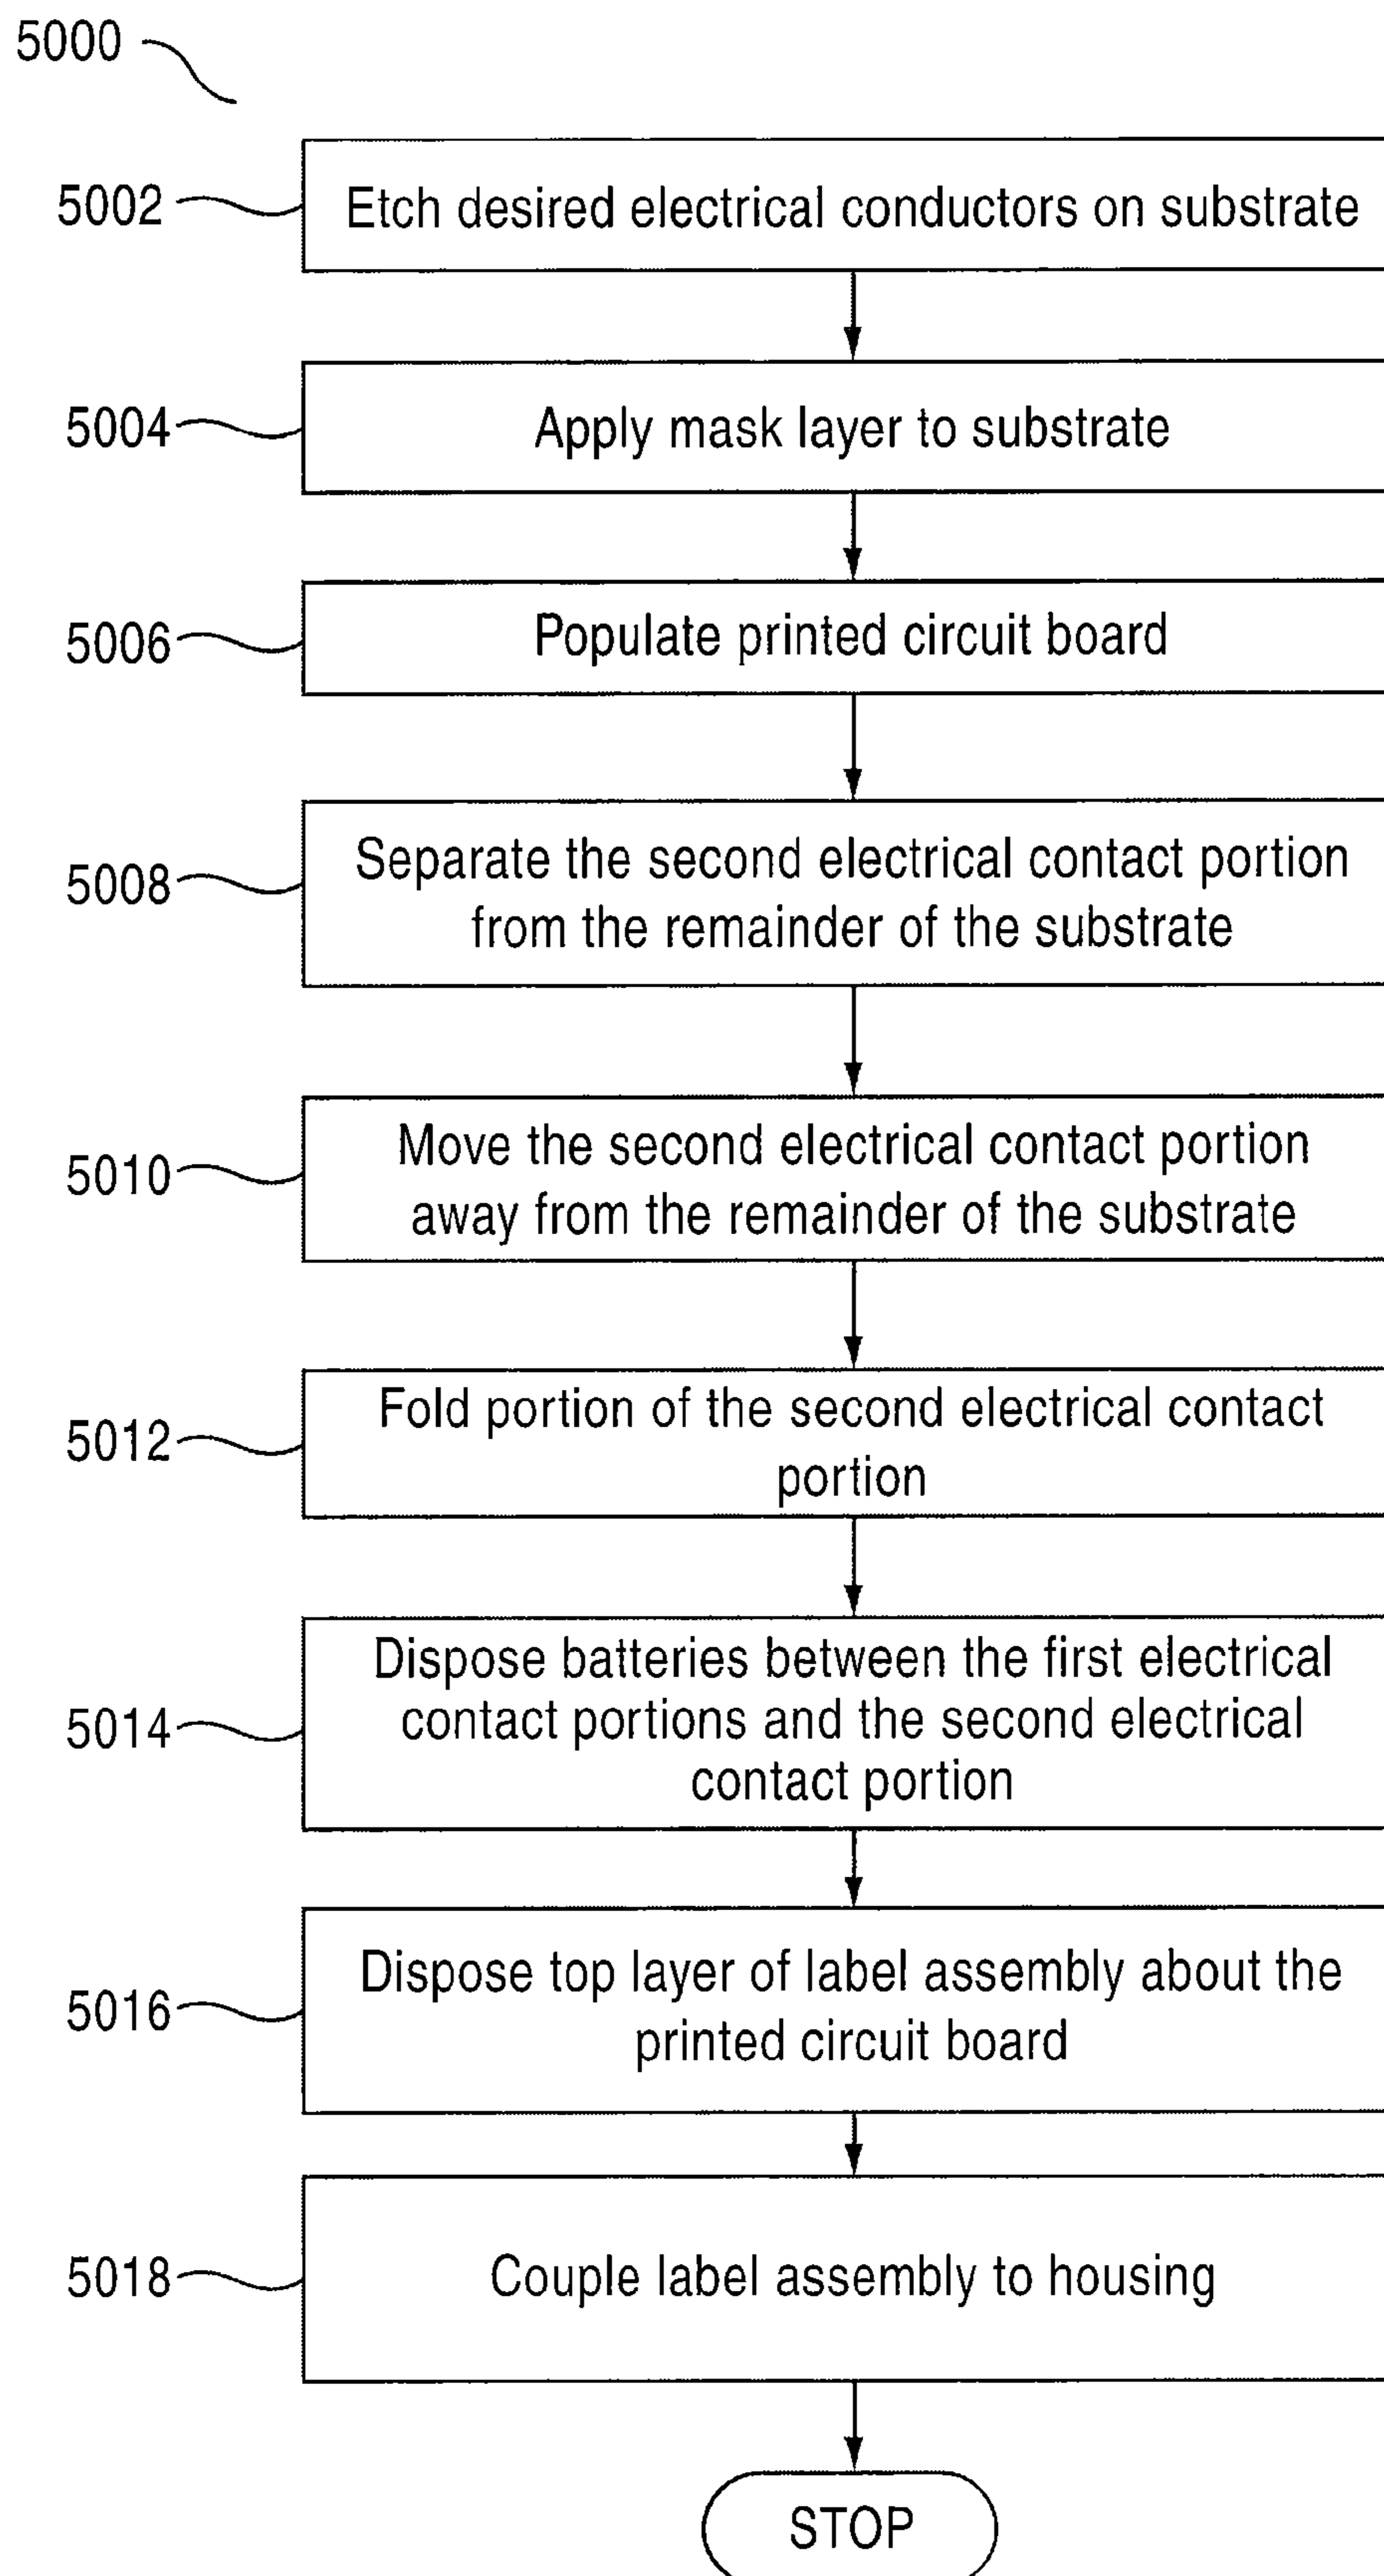 5000
5002
Etch desired electrical conductors on substrate
5004
Apply mask layer to substrate
5006
Populate printed circuit board
5008
Separate the second electrical contact portion
from the remainder of the substrate
5010
Move the second electrical contact portion
away from the remainder of the substrate
5012
Fold portion of the second electrical contact
portion
5014
Dispose batteries between the first electrical
contact portions and the second electrical
contact portion
5016
Dispose top layer of label assembly about the
printed circuit board
5018
Couple label assembly to housing
STOP